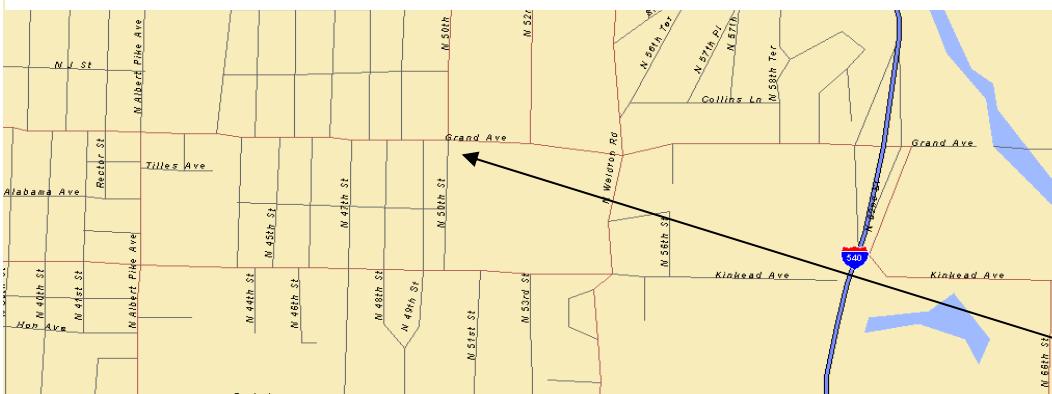 N 50th
N 52n
N 56th Ter
N 57th Pl
N 57th
N 58th Ter
N J St
N Albert Pike Ave
Collins Ln
Grand Ave
Grand Ave
N Waldron Rd
Rector St
Tilles Ave
Alabama Ave
N 47th St
N 50th St
N 45th St
N 56th St
540
Kinkead Ave
Kinkead Ave
N Albert Pike Ave
N 40th St
N 41st St
N 44th St
N 46th St
N 48th St
N 49th St
N 51st St
N 53rd St
Hon Ave
N 66th St